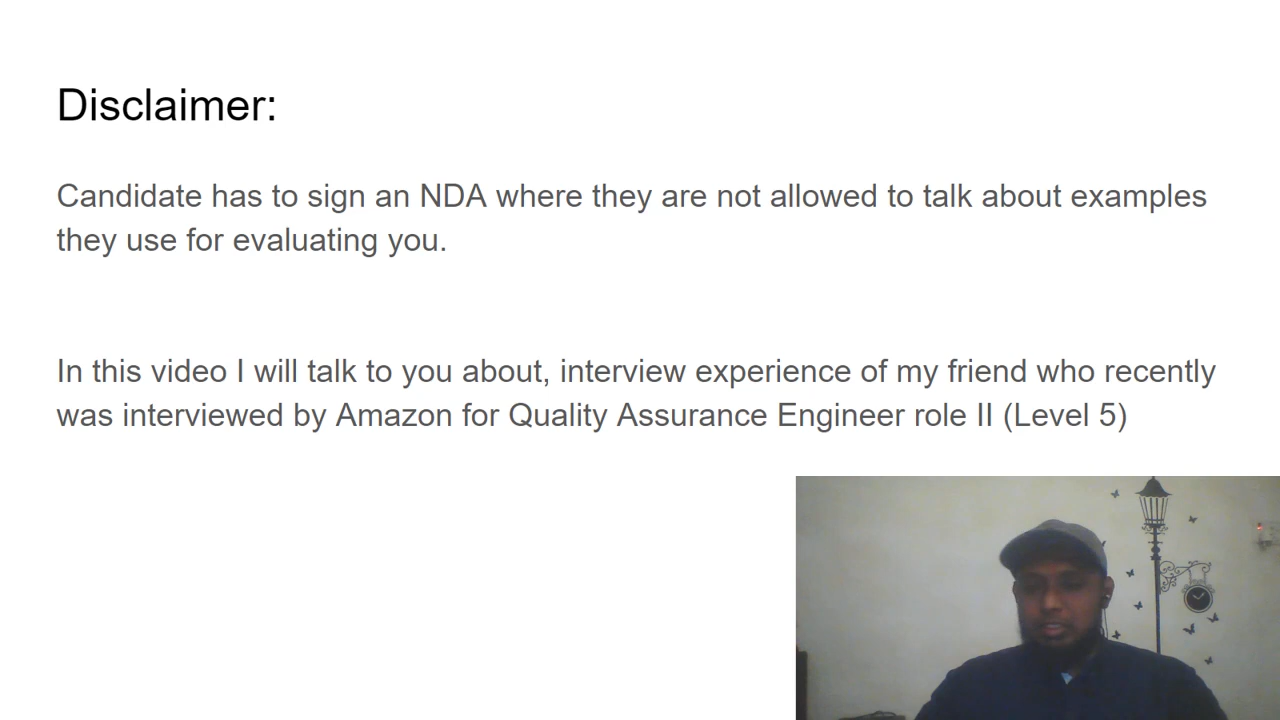 Disclaimer:
Candidate has to sign an NDA where they are not allowed to talk about examples
they use for evaluating you.
In this video I will talk to you about, interview experience of my friend who recently
was interviewed by Amazon for Quality Assurance Engineer role II (Level 5)